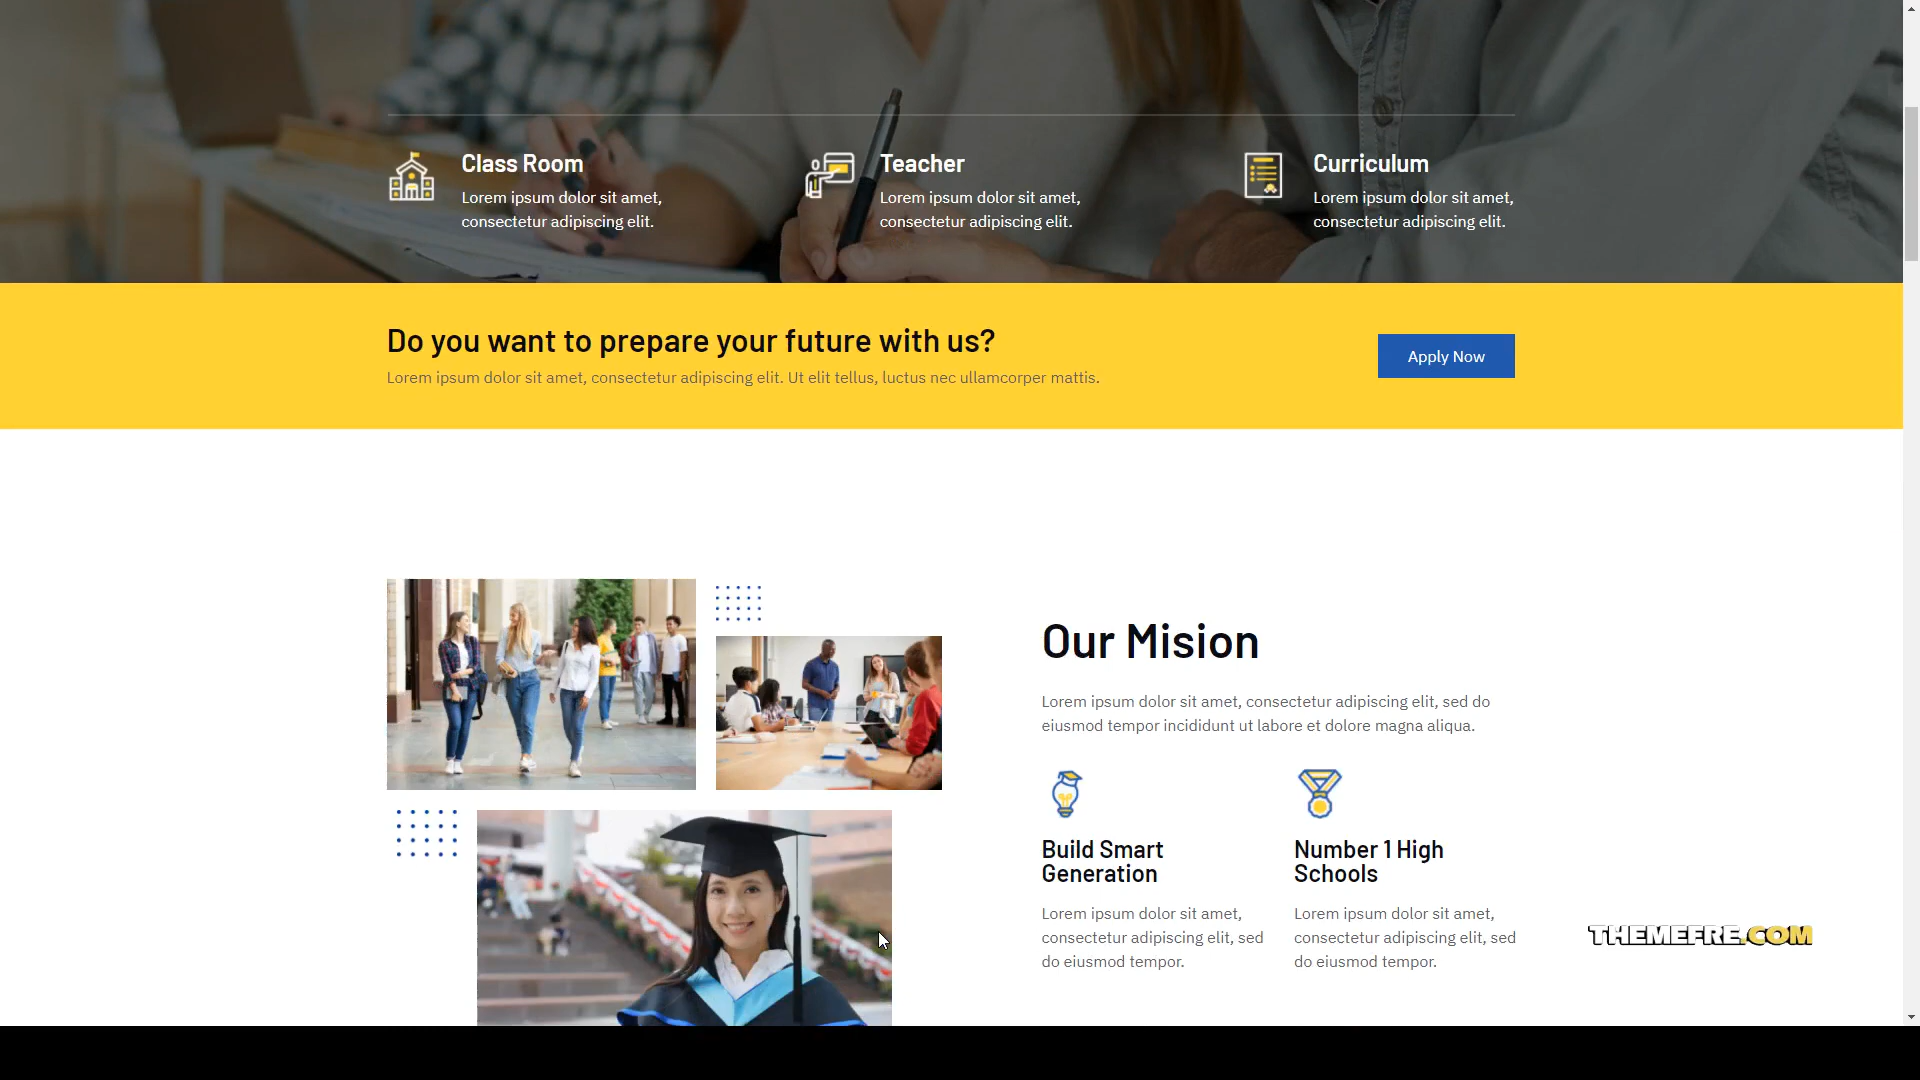 Class Room
Lorem ipsum dolor sit amet,
consectetur adipiscing elit.
Teacher
Lorem ipsum dolor sit amet,
consectetur adipiscing elit.
Curriculum
Lorem ipsum dolor sit amet,
consectetur adipiscing elit.
Do you want to prepare your future with us?
Lorem ipsum dolor sit amet, consectetur adipiscing elit. Ut elit tellus, luctus nec ullamcorper mattis.
Apply Now
Our Mision
Lorem ipsum dolor sit amet, consectetur adipiscing elit, sed do
eiusmod tempor incididunt ut labore et dolore magna aliqua.
Build Smart
Generation
Lorem ipsum dolor sit amet,
consectetur adipiscing elit, sed
do eiusmod tempor.
Number 1 High
Schools
Lorem ipsum dolor sit amet,
consectetur adipiscing elit, sed
do eiusmod tempor.
THEMEFRE.COM